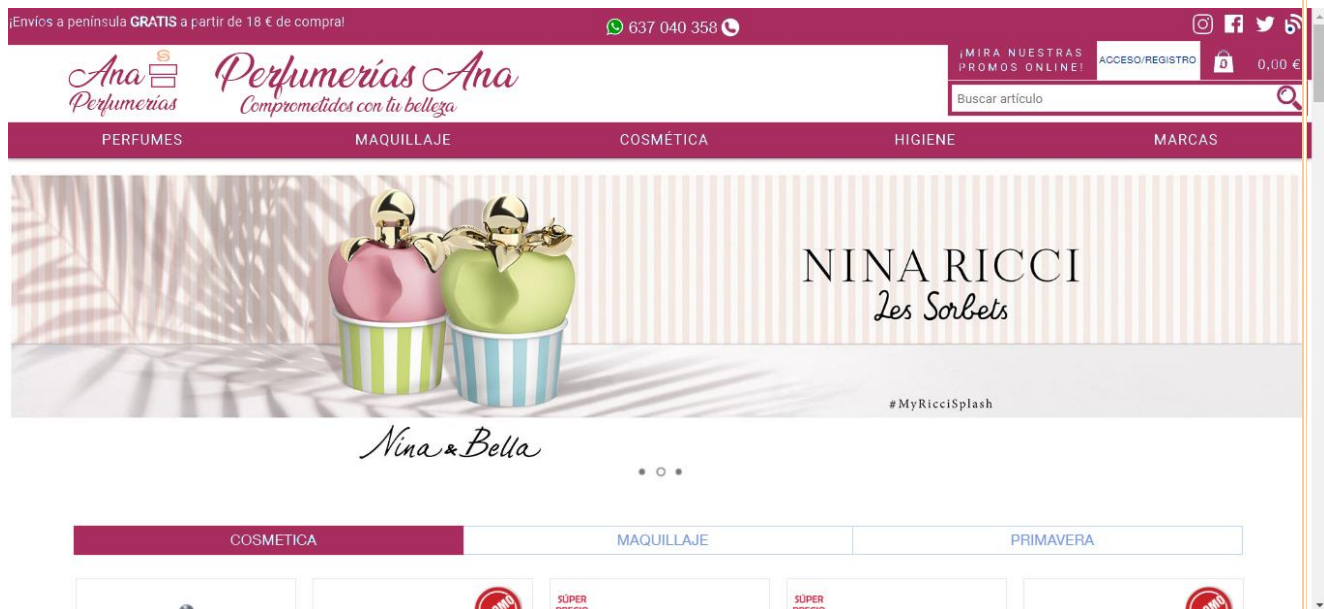 ¡Envíos a península GRATIS a partir de 18 € de compra!
637 040 358
Ana
Perfumerías
Perfumerías Ana
Comprometidos con tu belleza
¡MIRA NUESTRAS
PROMOS ONLINE!
ACCESO/REGISTRO
0
0,00 €
Buscar artículo
PERFUMES
MAQUILLAJE
COSMÉTICA
HIGIENE
MARCAS
NINA RICCI
Les Sorbets
#MyRicciSplash
Nina & Bella
COSMETICA
MAQUILLAJE
PRIMAVERA
SÚPER
PRECIO
SÚPER
PRECIO